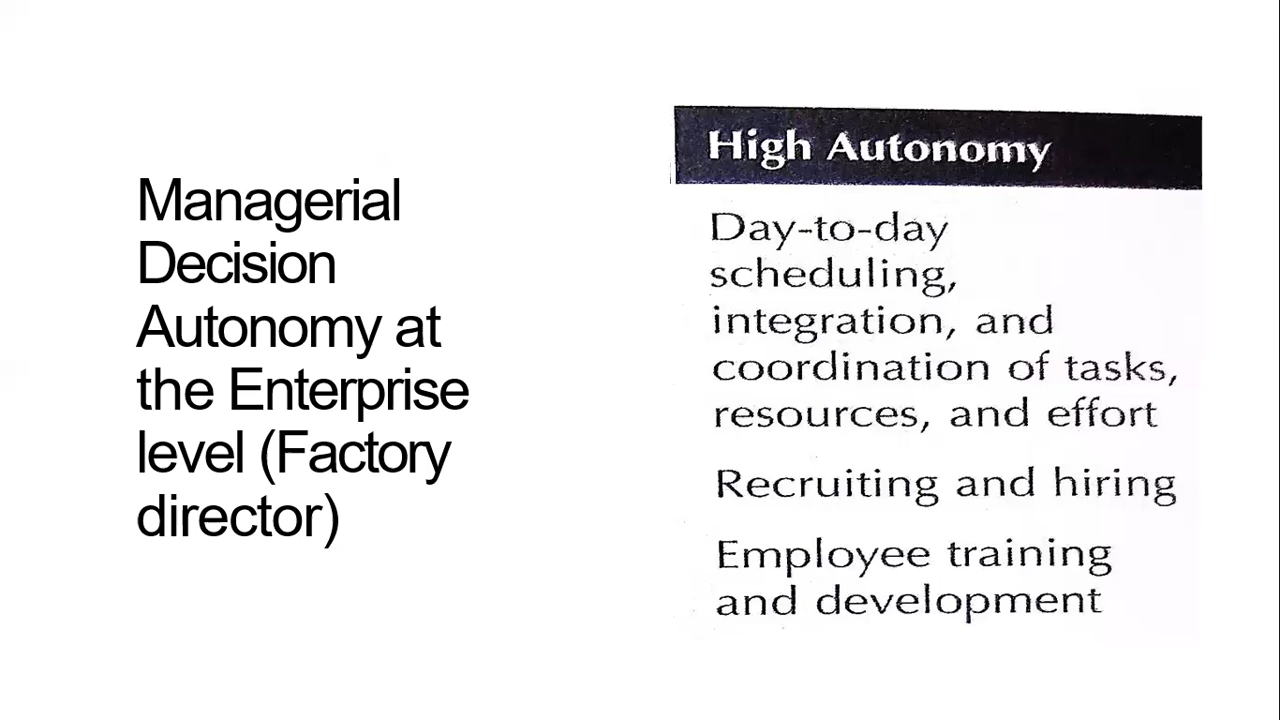 Managerial
Decision
Autonomy at
the Enterprise
level (Factory
director)
High Autonomy
Day-to-day
scheduling,
integration, and
coordination of tasks,
resources, and effort
Recruiting and hiring
Employee training
and development